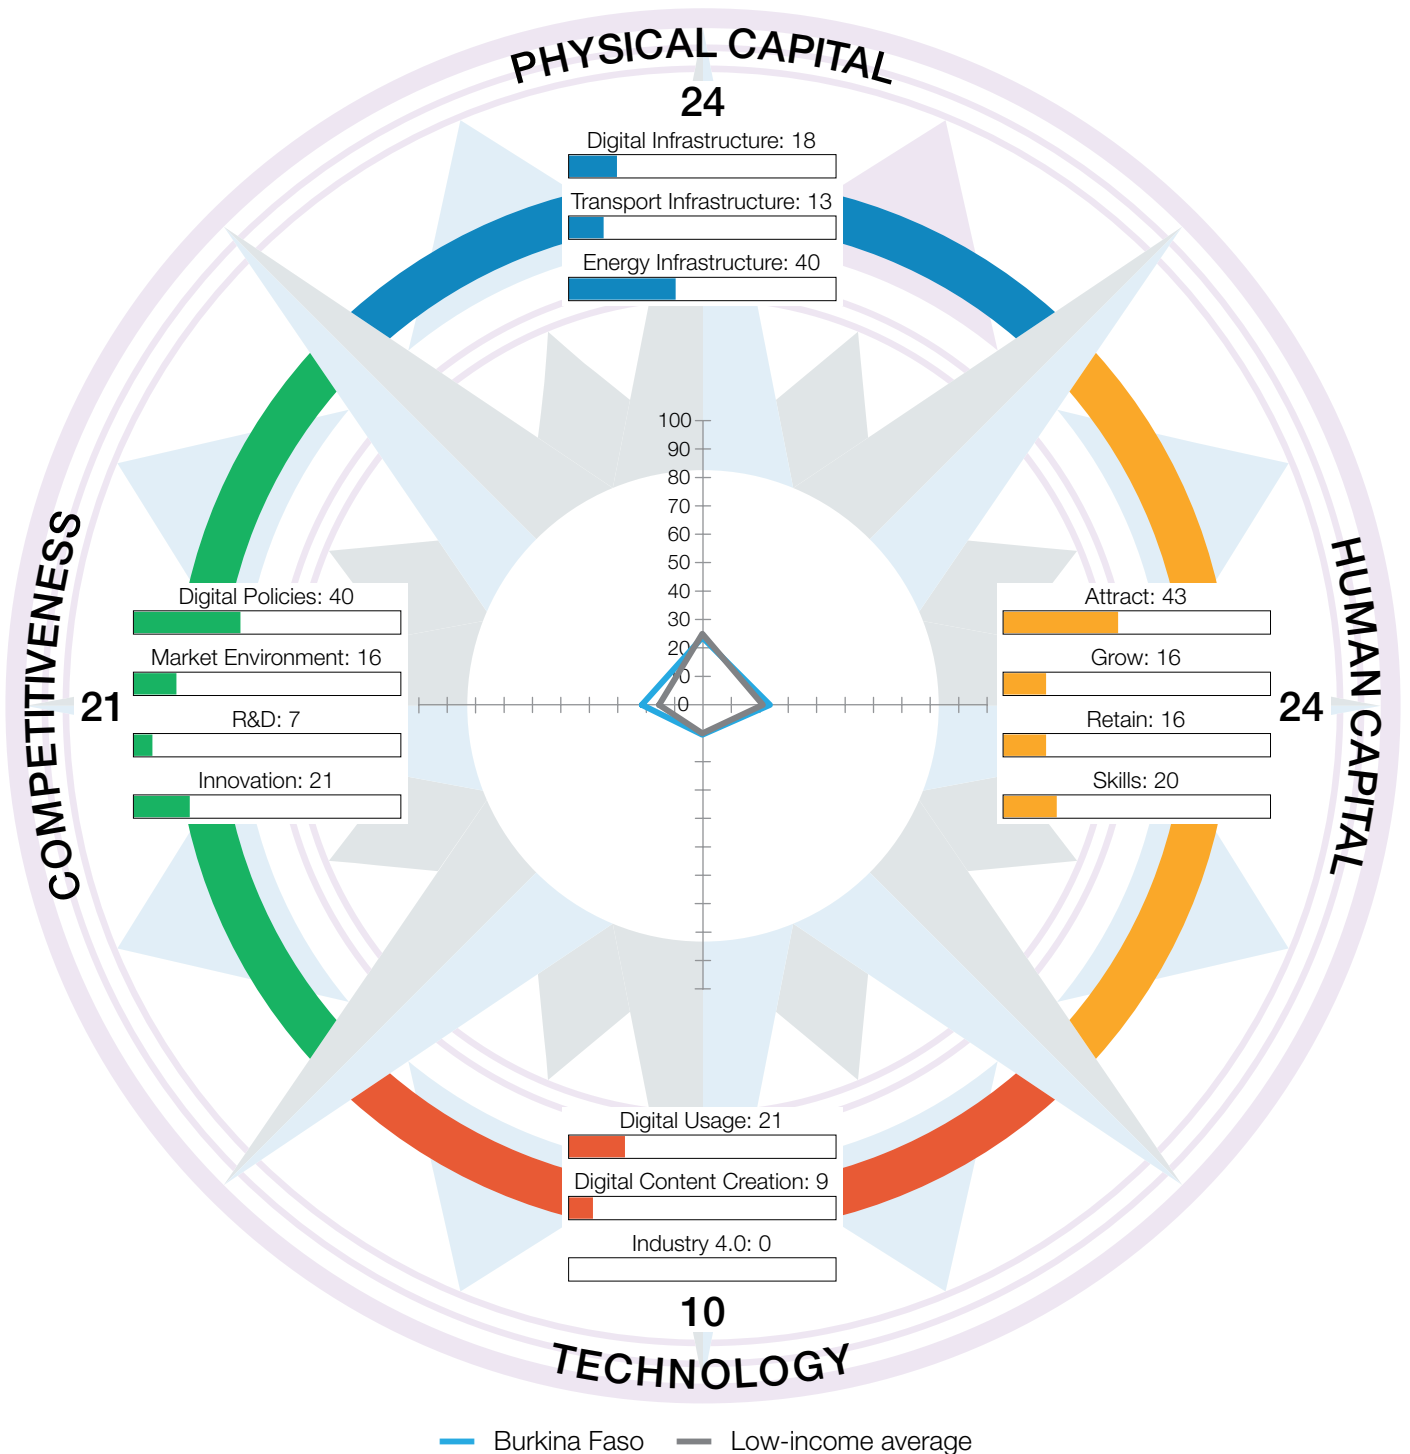 PHYSICAL CAPITAL
24
Digital Infrastructure: 18
Transport Infrastructure: 13
Energy Infrastructure: 40
100
90
80
70
60
50
40
30
20
10
0
COMPETITIVENESS
21
Digital Policies: 40
Market Environment: 16
R&D: 7
Innovation: 21
HUMAN CAPITAL
24
Attract: 43
Grow: 16
Retain: 16
Skills: 20
Digital Usage: 21
Digital Content Creation: 9
Industry 4.0: 0
10
TECHNOLOGY
Burkina Faso
Low-income average